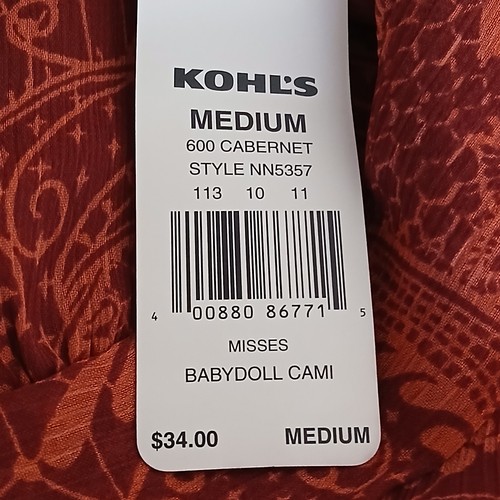 KOHL'S
MEDIUM
600 CABERNET
STYLE NN5357
113 10 11
4 00880 86771 5
MISSES
BABYDOLL CAMI
$34.00 MEDIUM